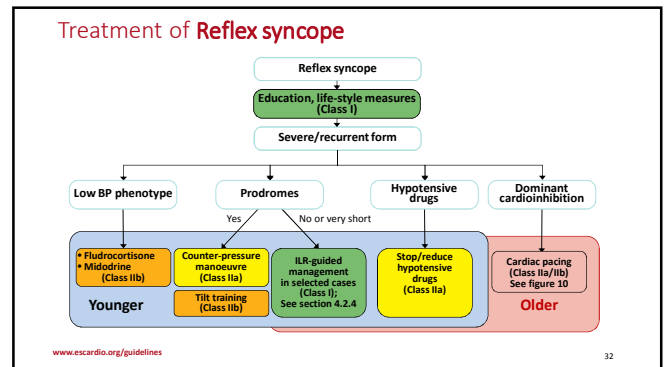 Treatment of Reflex syncope
Reflex syncope
Education, life-style measures
(Class I)
Severe/recurrent form
Low BP phenotype
Prodromes
Hypotensive
drugs
Dominant
cardioinhibition
Yes
No or very short
• Fludrocortisone
• Midodrine
(Class IIb)
Counter-pressure
manoeuvre
(Class IIa)
Tilt training
(Class IIb)
ILR-guided
management
in selected cases
(Class I);
See section 4.2.4
Stop/reduce
hypotensive
drugs
(Class IIa)
Cardiac pacing
(Class IIa/IIb)
See figure 10
Younger
Older
www.escardio.org/guidelines
32